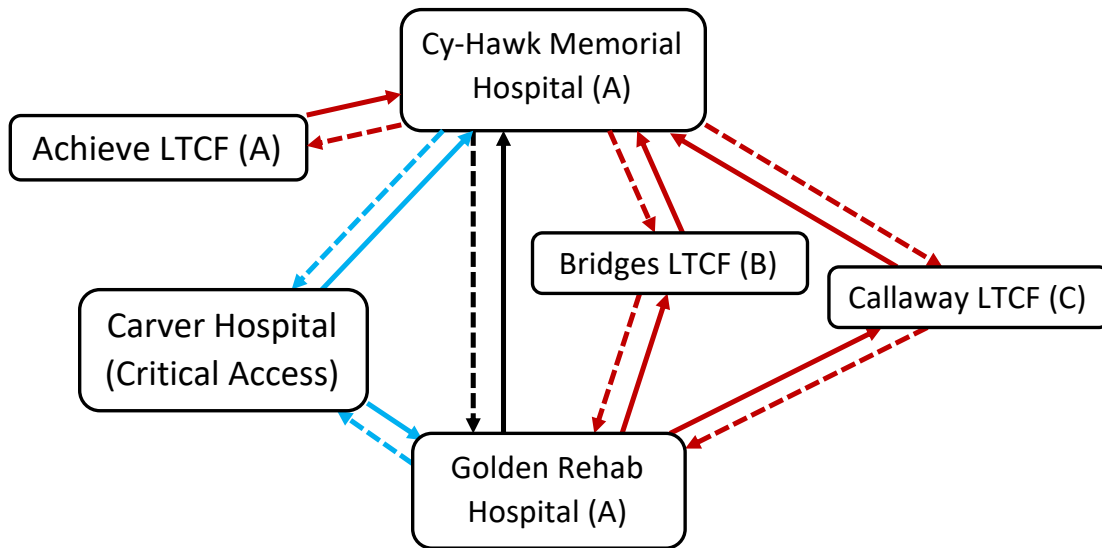 Cy-Hawk Memorial
Hospital (A)
Achieve LTCF (A)
Bridges LTCF (B)
Callaway LTCF (C)
Carver Hospital
(Critical Access)
Golden Rehab
Hospital (A)